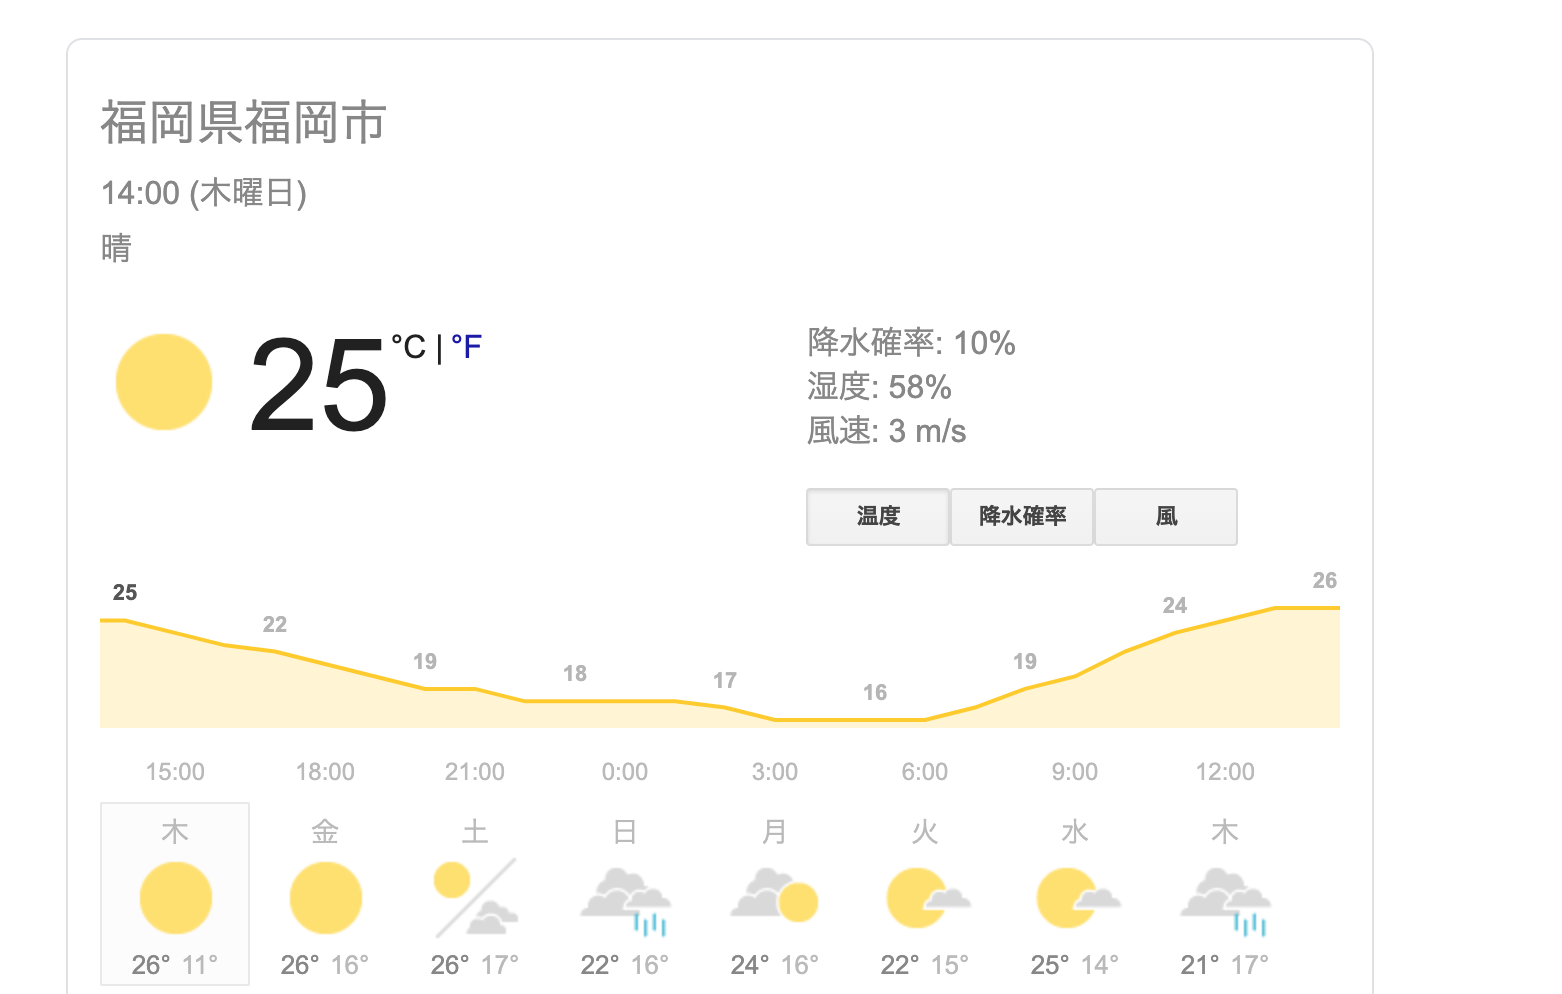 福岡県福岡市
14:00 (木曜日)
晴
25 °C | °F
降水確率: 10%
湿度: 58%
風速: 3 m/s
温度 降水確率 風
25 22 19 18 17 16 19 24 26
15:00 18:00 21:00 0:00 3:00 6:00 9:00 12:00
木 金 土 日 月 火 水 木
26° 11° 26° 16° 26° 17° 22° 16° 24° 16° 22° 15° 25° 14° 21° 17°